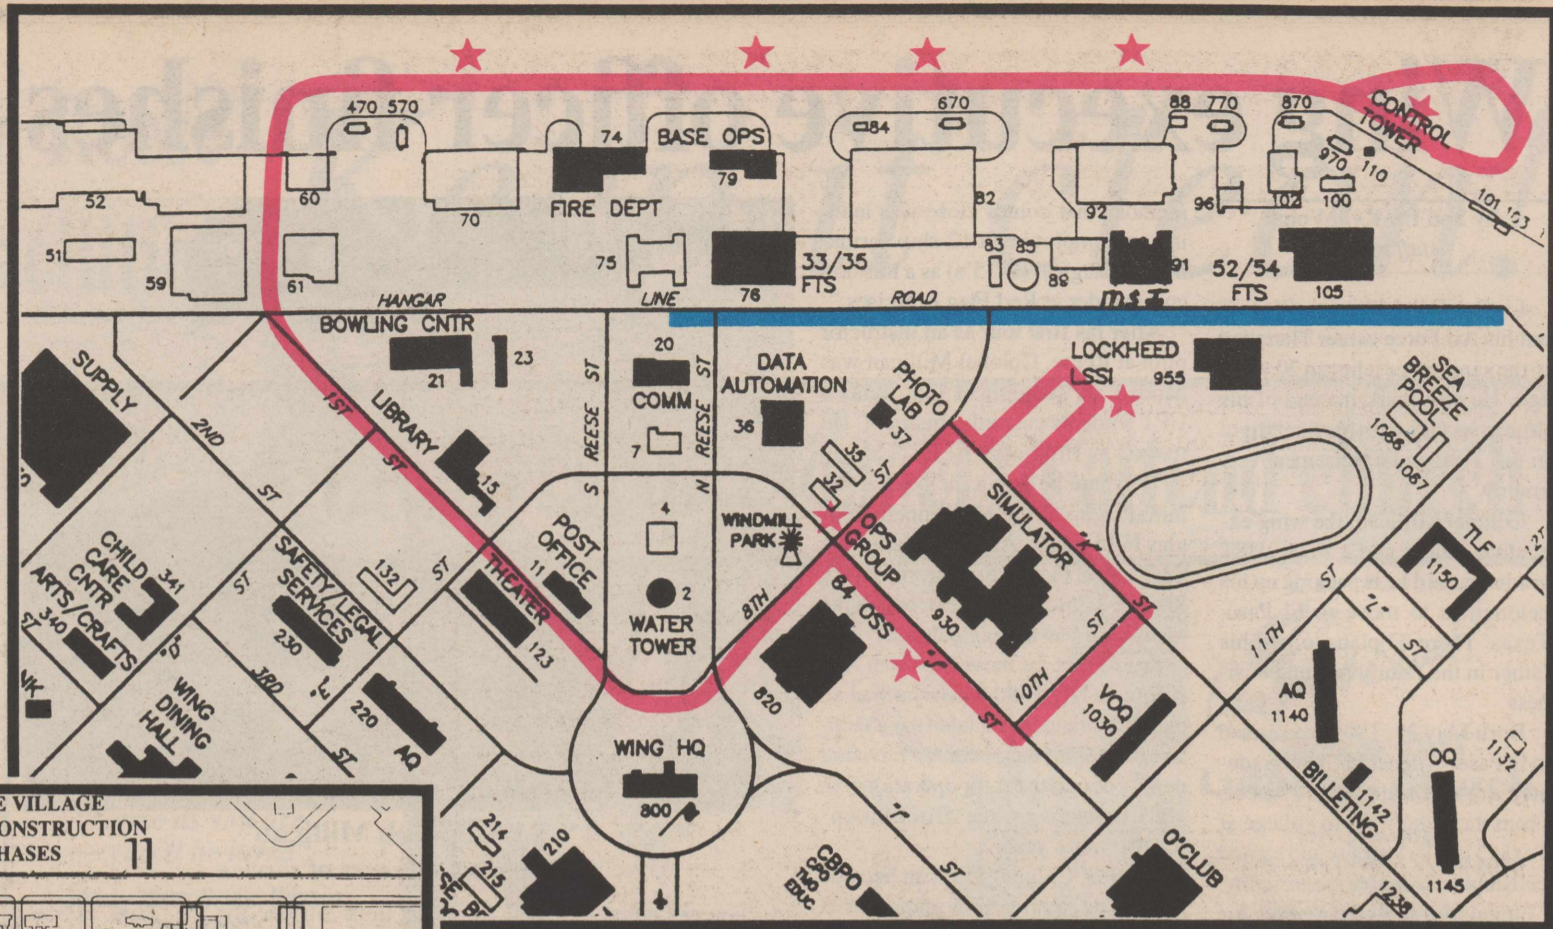 470 570
74
BASE OPS
84
670
88 770
870
CONTROL
TOWER
79
970
110
52
60
70
FIRE DEPT
82
92
96
102
100
101 103
51
59
61
75
76
33/35
FTS
83
85
89
91
52/54
FTS
105
HANGAR
LINE
ROAD
BOWLING CNTR
21
23
20
COMM
7
S REESE ST
N REESE ST
DATA
AUTOMATION
36
PHOTO
LAB
37
LOCKHEED
LSSI
955
SEA
BREEZE
POOL
1066
1067
SUPPLY
2ND
ST
1ST
ST
LIBRARY
15
35
32
ST
4
WINDMILL
PARK
OPS
GROUP
SIMULATOR
"K"
ST
930
TLF
1150
CHILD
CARE
CNTR
341
ARTS/CRAFTS
340
ST
SAFETY/LEGAL
SERVICES
230
132
ST
THEATER
123
POST
OFFICE
11
2
WATER
TOWER
8TH
64 OSS
820
"J"
ST
10TH
ST
VOQ
1030
11TH
ST
"L"
ST
AQ
1140
BILLETING
1142
OQ
1145
1132
1238
WING
DINING
HALL
3RD
ST
220
AQ
WING HQ
800
214
215
210
"I"
ST
CBPO
CPO
TMO
EDUC
O'CLUB
E VILLAGE
ONSTRUCTION
HASES